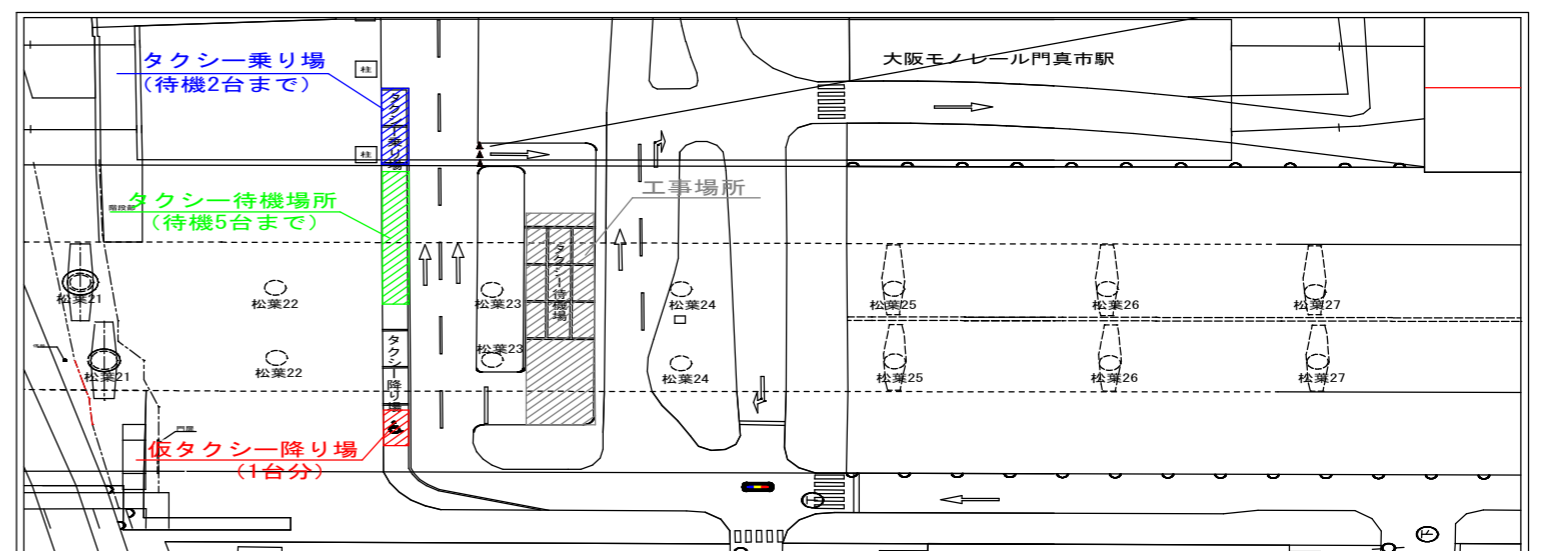 タクシー乗り場
(待機2台まで)
柱
タクシー乗り場
大阪モノレール門真市駅
柱
工事場所
タクシー待機場所
(待機5台まで)
階段部
タクシー待機場
松葉21
松葉22
松葉23
松葉24
松葉25
松葉26
松葉27
タクシー降り場
松葉21
松葉22
松葉23
松葉24
松葉25
松葉26
松葉27
仮タクシー降り場
(1台分)